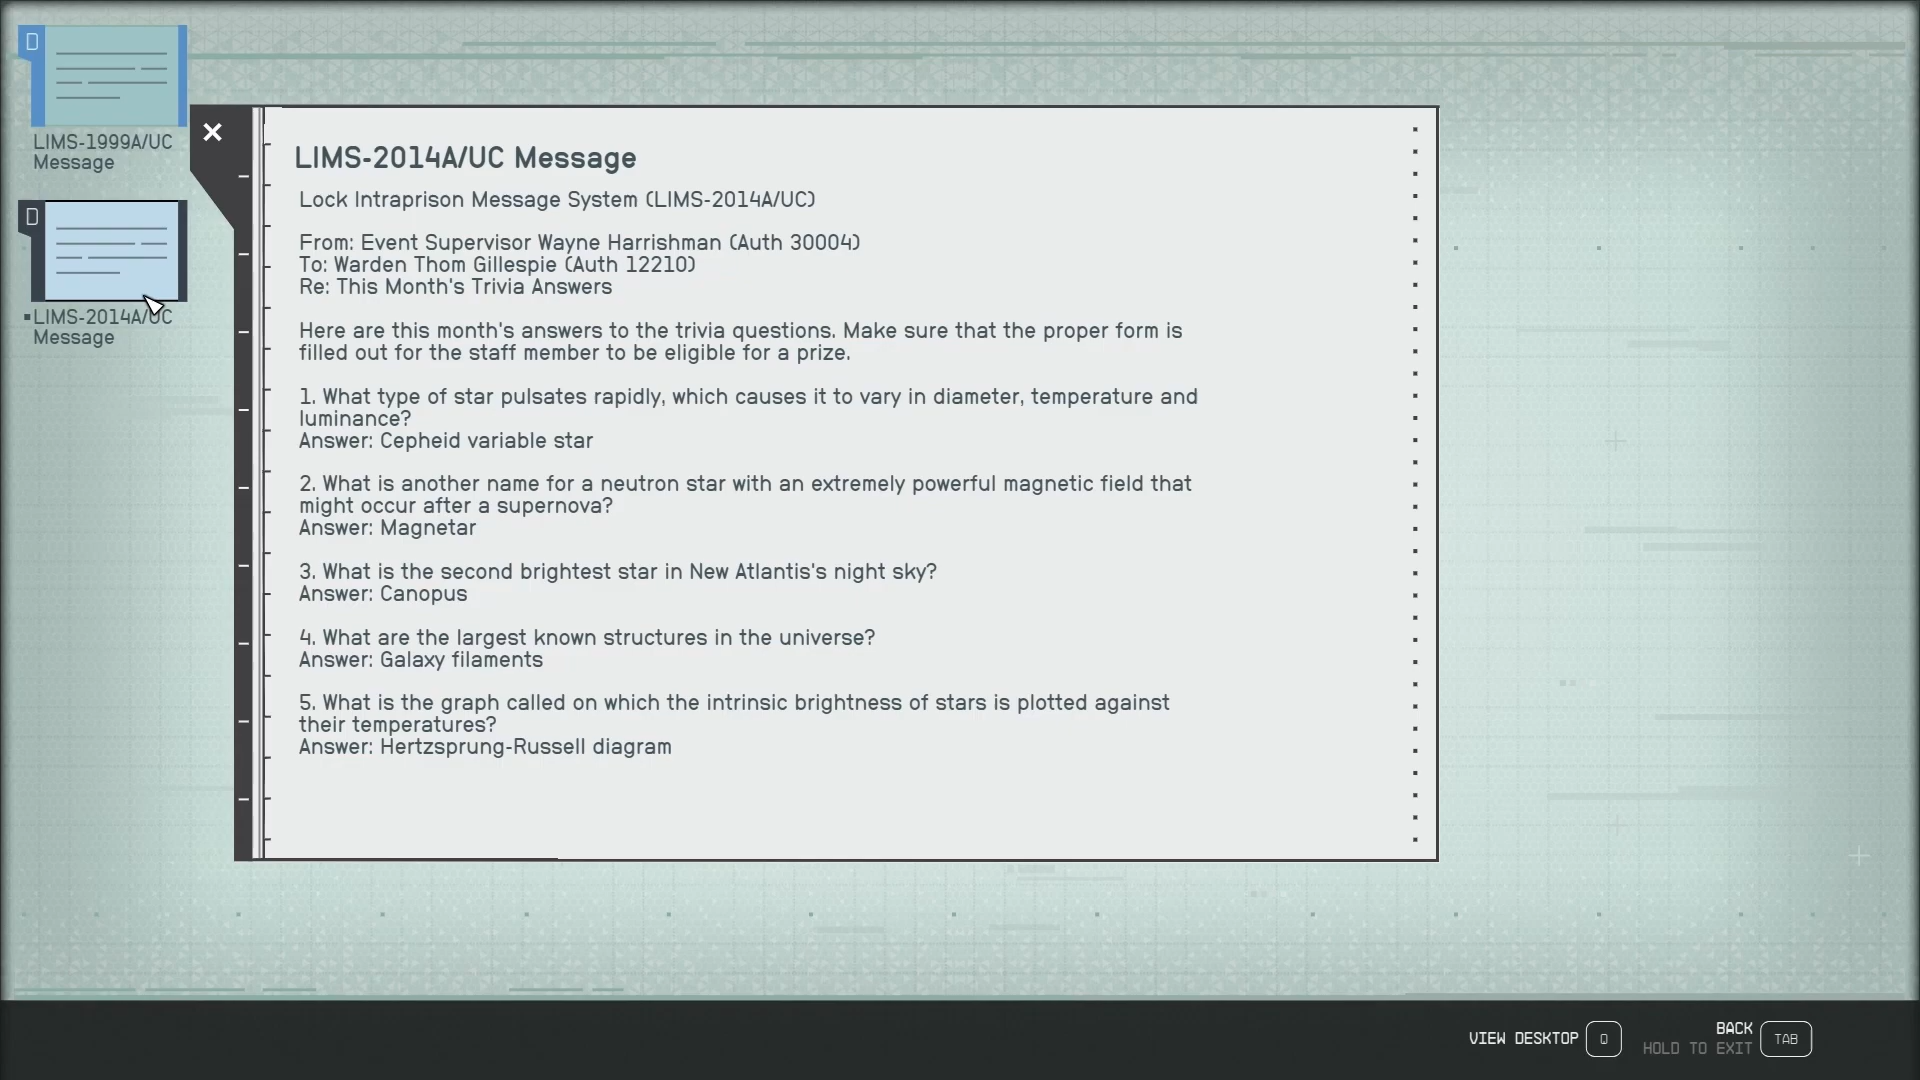 D
LIMS-1999A/UC
Message
D
LIMS-2014A/UC
Message
LIMS-2014A/UC Message
Lock Intraprison Message System (LIMS-2014A/UC)
From: Event Supervisor Wayne Harrishman (Auth 30004)
To: Warden Thom Gillespie (Auth 12210)
Re: This Month's Trivia Answers
Here are this month's answers to the trivia questions. Make sure that the proper form is
filled out for the staff member to be eligible for a prize.
1. What type of star pulsates rapidly, which causes it to vary in diameter, temperature and
luminance?
Answer: Cepheid variable star
2. What is another name for a neutron star with an extremely powerful magnetic field that
might occur after a supernova?
Answer: Magnetar
3. What is the second brightest star in New Atlantis's night sky?
Answer: Canopus
4. What are the largest known structures in the universe?
Answer: Galaxy filaments
5. What is the graph called on which the intrinsic brightness of stars is plotted against
their temperatures?
Answer: Hertzsprung-Russell diagram
VIEW DESKTOP Q
BACK TAB
HOLD TO EXIT